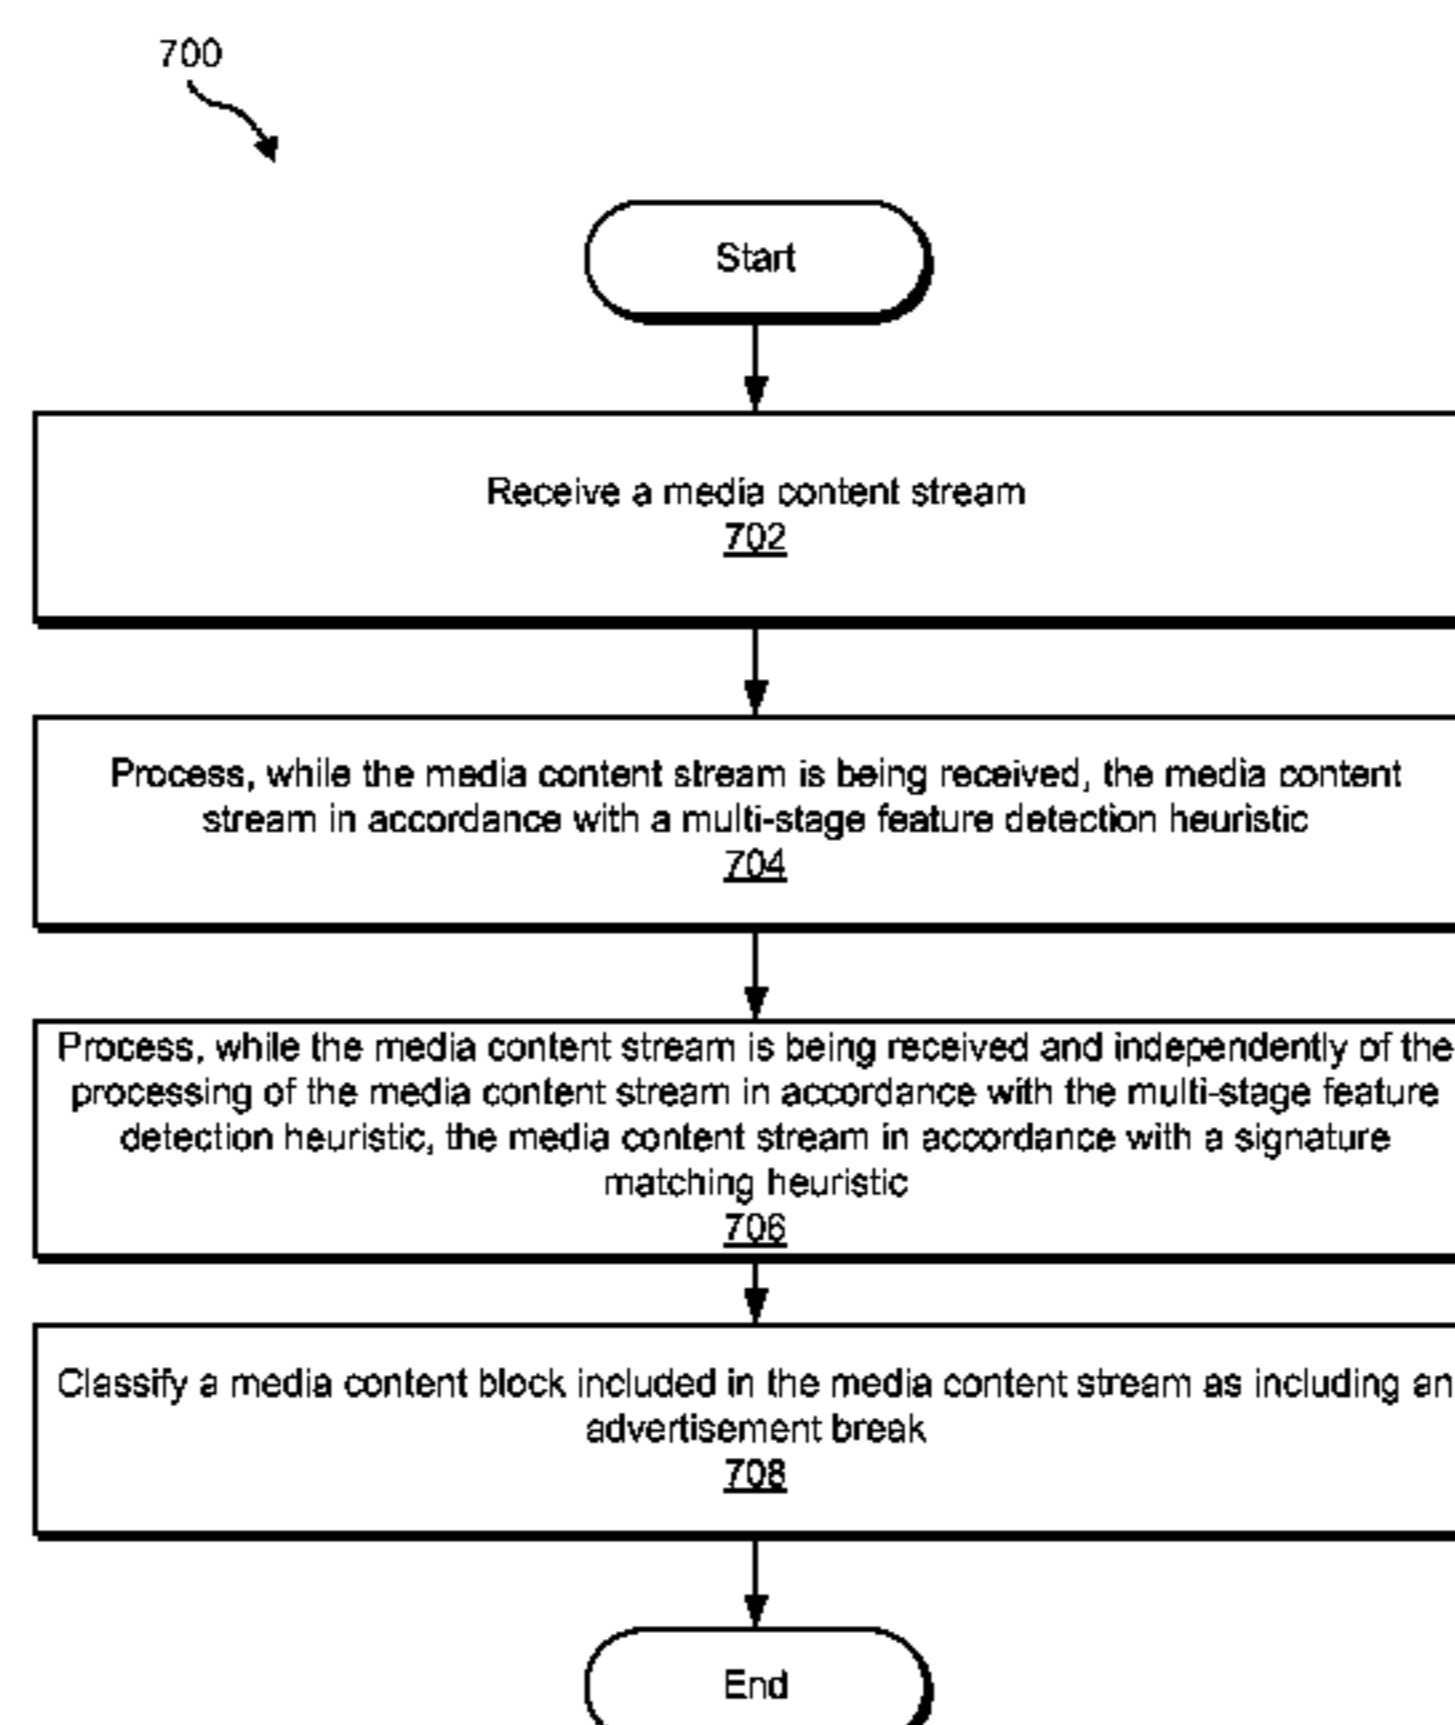 700
Start
Receive a media content stream
702
Process, while the media content stream is being received, the media content
stream in accordance with a multi-stage feature detection heuristic
704
Process, while the media content stream is being received and independently of the
processing of the media content stream in accordance with the multi-stage feature
detection heuristic, the media content stream in accordance with a signature
matching heuristic
706
Classify a media content block included in the media content stream as including an
advertisement break
708
End